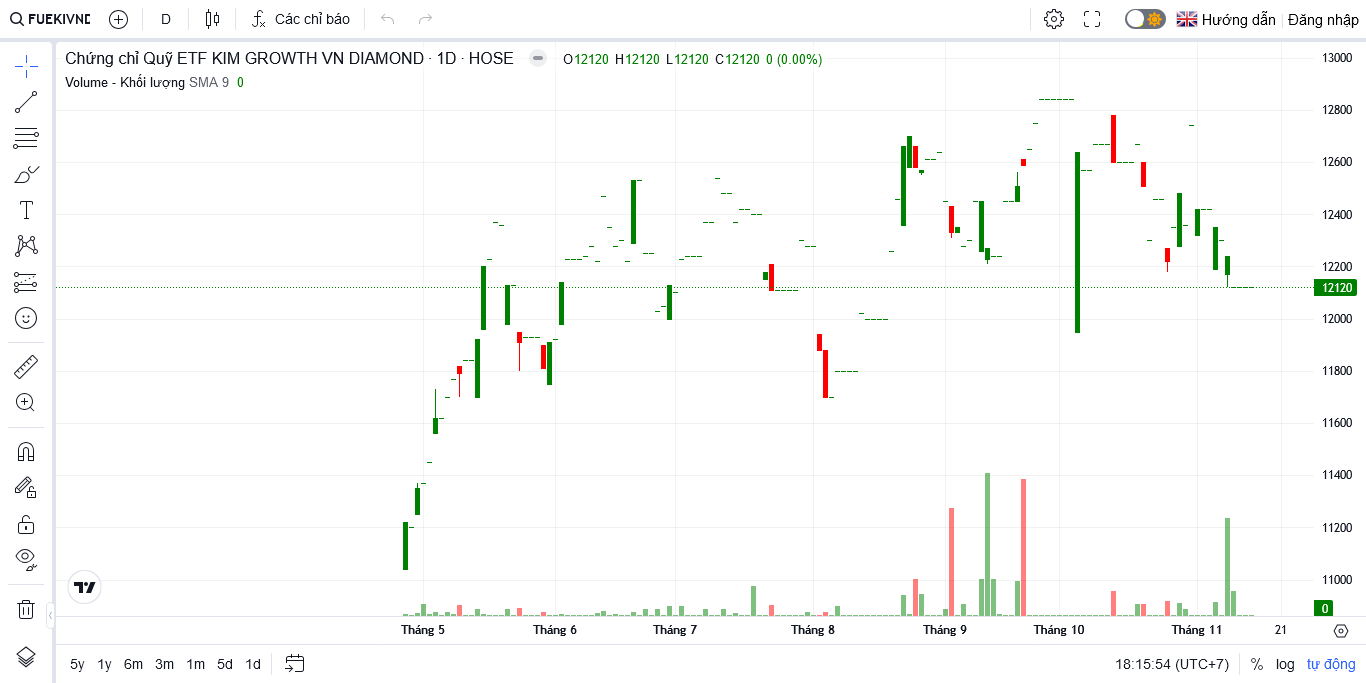 FUEKIVND D Các chỉ báo Hướng dẫn Đăng nhập
Chứng chỉ Quỹ ETF KIM GROWTH VN DIAMOND · 1D · HOSE O12120 H12120 L12120 C12120 0 (0.00%)
Volume - Khối lượng SMA 9 0
13000
12800
12600
12400
12200
12120
12000
11800
11600
11400
11200
11000
0
Tháng 5 Tháng 6 Tháng 7 Tháng 8 Tháng 9 Tháng 10 Tháng 11 21
5y 1y 6m 3m 1m 5d 1d 18:15:54 (UTC+7) % log tự động